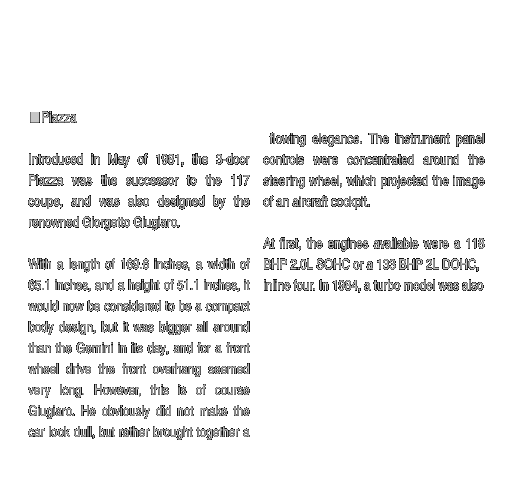 ■Piazza
Introduced in May of 1981, the 3-door
Piazza was the successor to the 117
coupe, and was also designed by the
renowned Giorgetto Giugiaro.
With a length of 169.6 inches, a width of
65.1 inches, and a height of 51.1 inches, it
would now be considered to be a compact
body design, but it was bigger all around
than the Gemini in its day, and for a front
wheel drive the front overhang seemed
very long. However, this is of course
Giugiaro. He obviously did not make the
car look dull, but rather brought together a
flowing elegance. The instrument panel
controls were concentrated around the
steering wheel, which projected the image
of an aircraft cockpit.
At first, the engines available were a 118
BHP 2.0L SOHC or a 133 BHP 2L DOHC,
inline four. In 1984, a turbo model was also